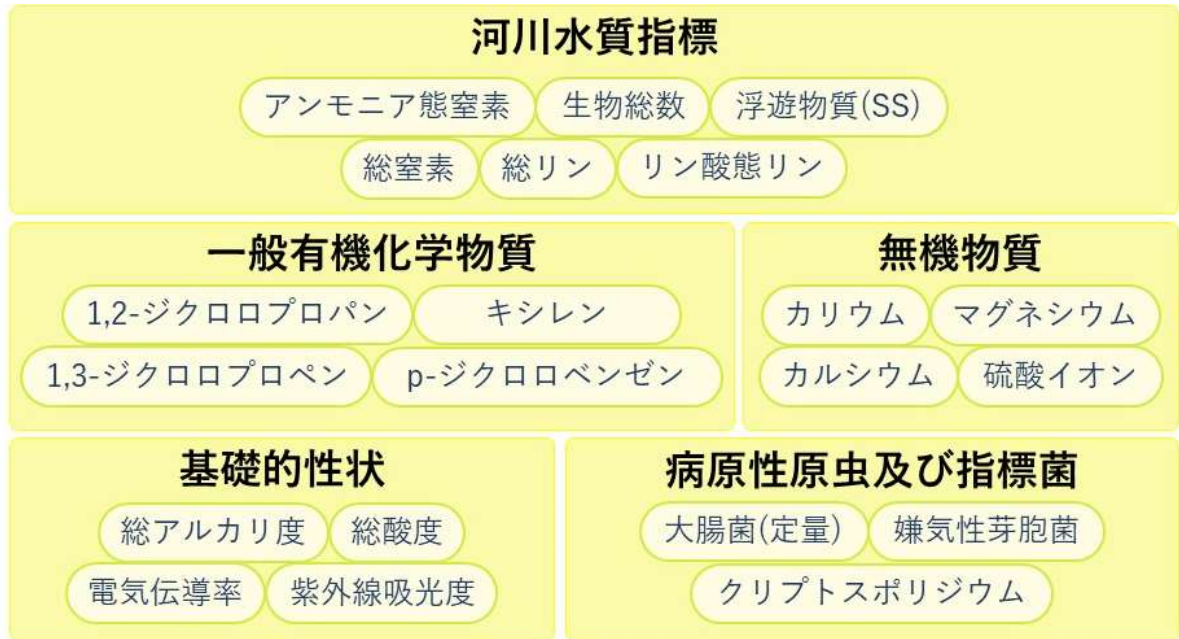 河川水質指標
アンモニア態窒素 生物総数 浮遊物質(SS)
総窒素 総リン リン酸態リン
一般有機化学物質
1,2-ジクロロプロパン キシレン
1,3-ジクロロプロペン p-ジクロロベンゼン
無機物質
カリウム マグネシウム
カルシウム 硫酸イオン
基礎的性状
総アルカリ度 総酸度
電気伝導率 紫外線吸光度
病原性原虫及び指標菌
大腸菌(定量) 嫌気性芽胞菌
クリプトスポリジウム